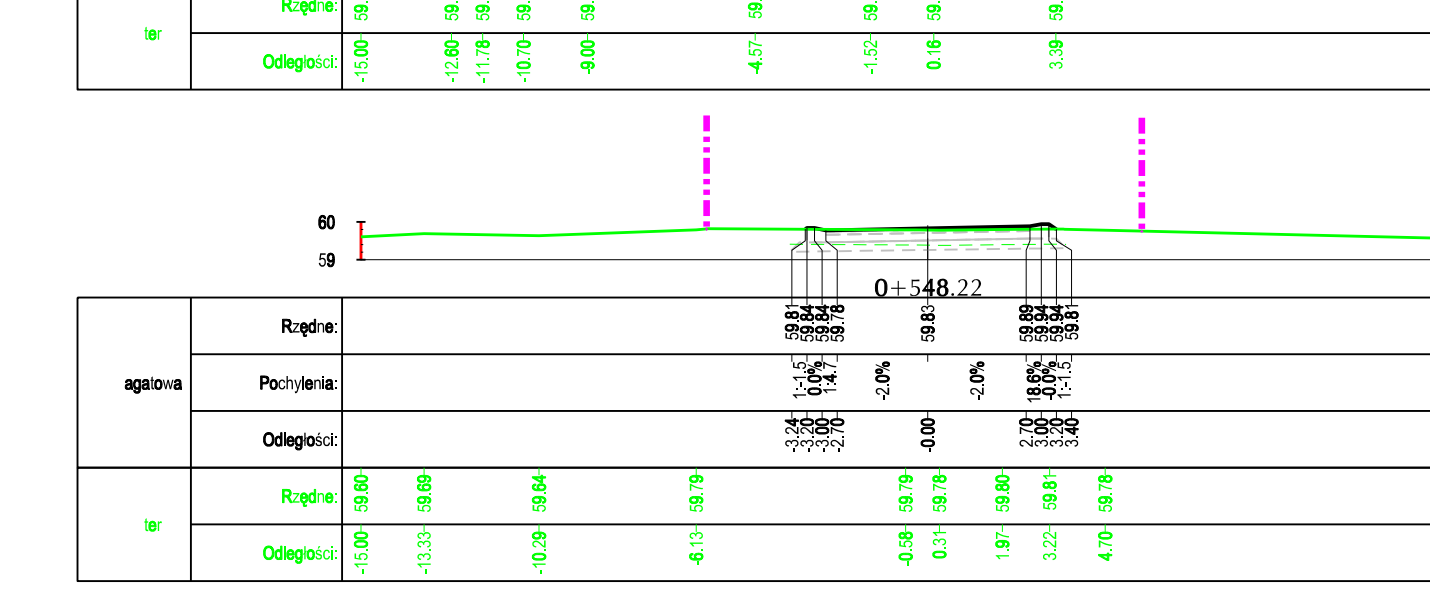 Rzędne: 59. 59. 59. 59. 59. 59. 59. 59. 59.
ter
Odległości: -15.00 -12.60 -11.78 -10.70 -9.00 -4.57 -1.52 0.16 3.39
60
59
0+548.22
Rzędne: 59.81 59.84 59.84 59.78 59.83 59.89 59.94 59.94 59.81
agatowa
Pochylenia: 1:-1.5 0.0% 1:4.7 -2.0% -2.0% 18.6% -0.0% 1:-1.5
Odległości: -3.24 -3.20 -3.00 -2.70 -0.00 2.70 3.00 3.20 3.40
Rzędne: 59.60 59.69 59.64 59.79 59.79 59.78 59.80 59.81 59.78
ter
Odległości: -15.00 -13.33 -10.29 -6.13 -0.58 0.31 1.97 3.22 4.70